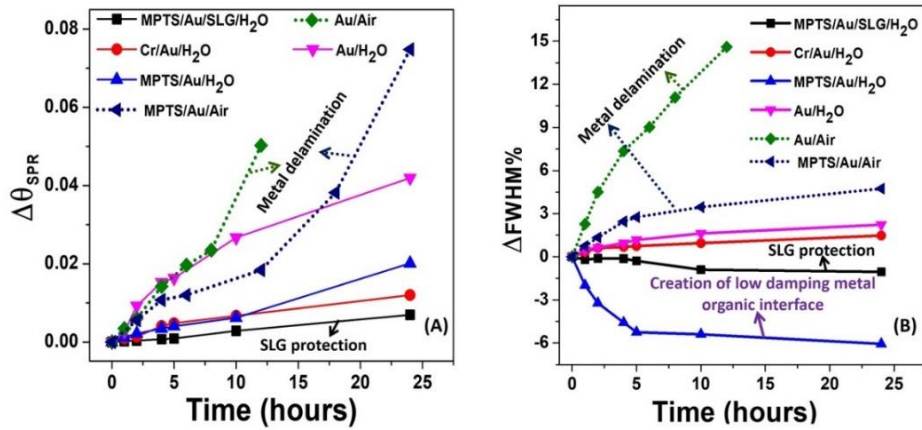 MPTS/Au/SLG/H₂O
Au/Air
Cr/Au/H₂O
Au/H₂O
MPTS/Au/H₂O
MPTS/Au/Air
Metal delamination
SLG protection
(A)
ΔθSPR
0.08
0.06
0.04
0.02
0.00
0 5 10 15 20 25
Time (hours)
MPTS/Au/SLG/H₂O
Cr/Au/H₂O
MPTS/Au/H₂O
Au/H₂O
Au/Air
MPTS/Au/Air
Metal delamination
SLG protection
Creation of low damping metal
organic interface
(B)
ΔFWHM%
15
12
9
6
3
0
-3
-6
0 5 10 15 20 25
Time (hours)